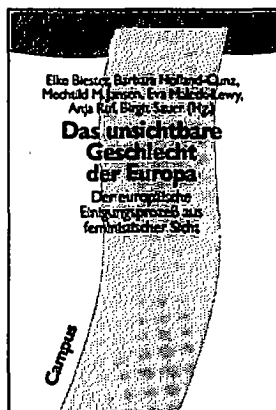 Elke Biester, Barbara Holland-Cunz,
Mechtild M. Jansen, Eva Maleck-Lewy,
Anja Ruf, Birgit Sauer (Hg.)
Das unsichtbare
Geschlecht
der Europa
Der europäische
Einigungsprozeß aus
feministischer Sicht
Campus